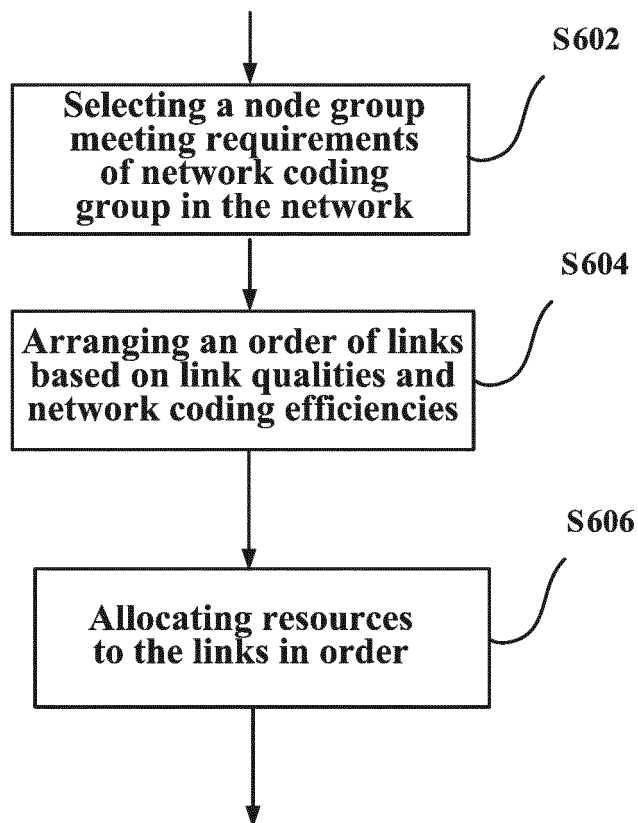 S602
Selecting a node group
meeting requirements
of network coding
group in the network
S604
Arranging an order of links
based on link qualities and
network coding efficiencies
S606
Allocating resources
to the links in order